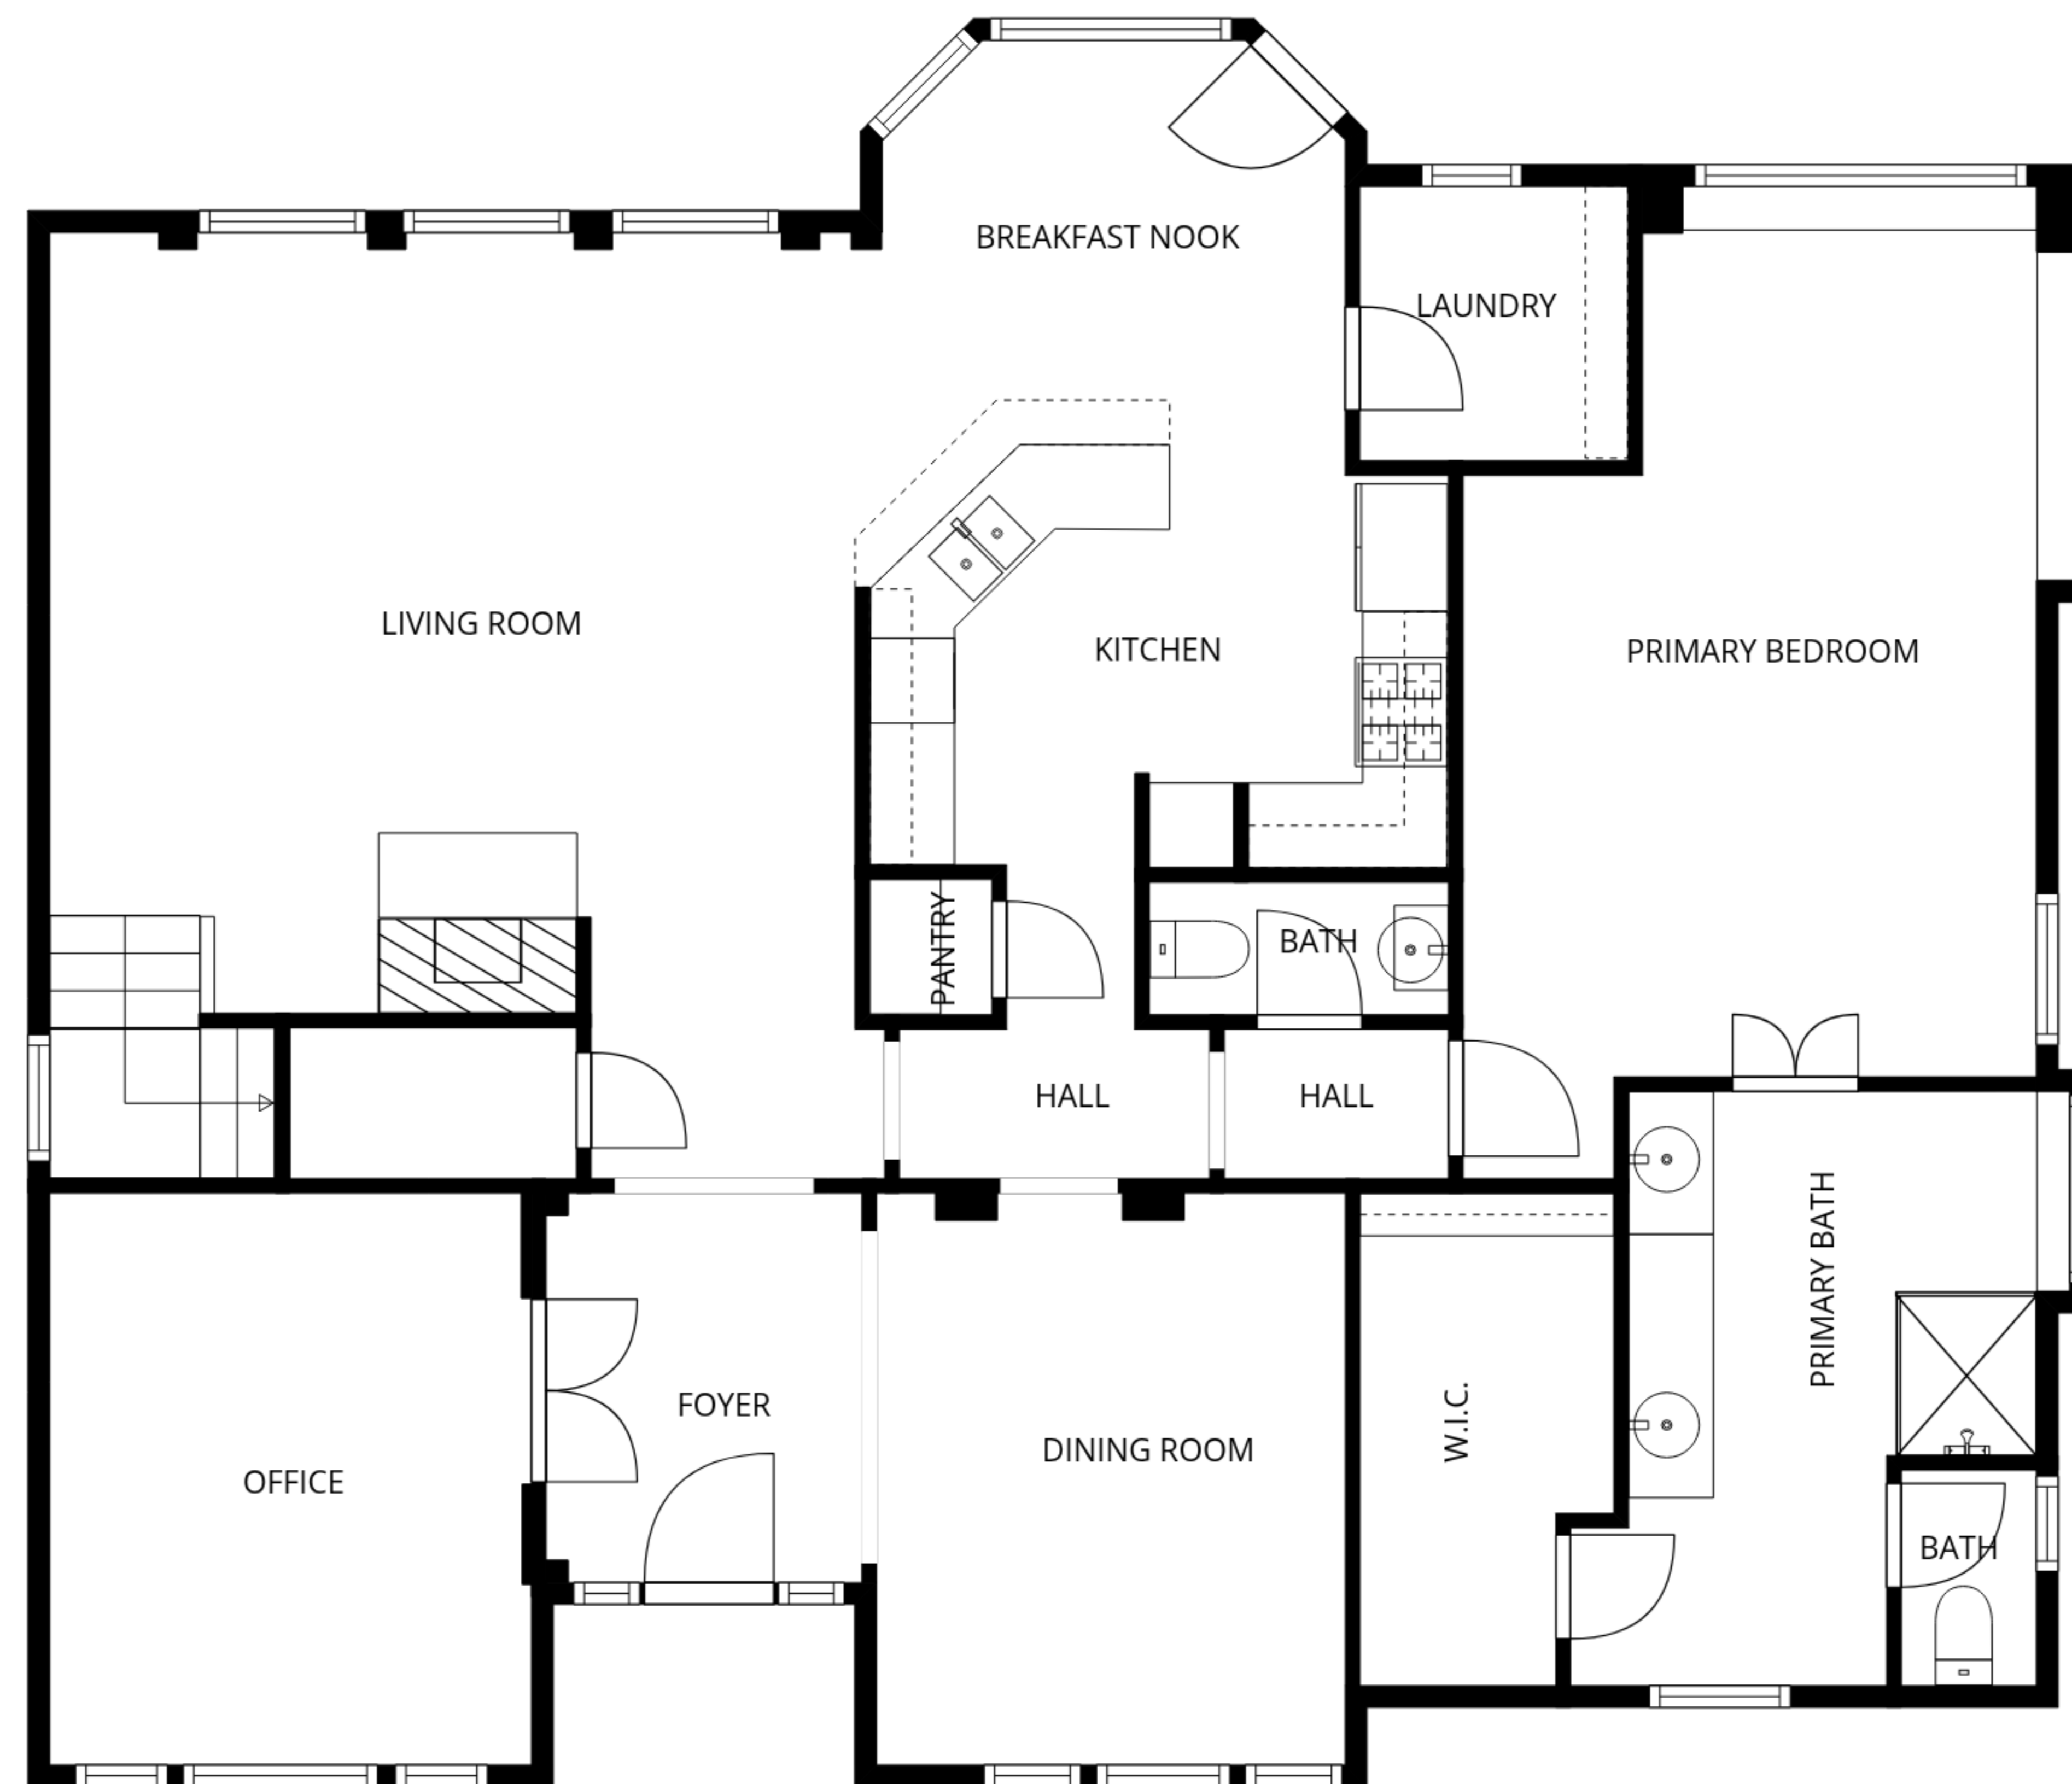 BREAKFAST NOOK
LAUNDRY
LIVING ROOM
KITCHEN
PRIMARY BEDROOM
PANTRY
BATH
HALL
HALL
PRIMARY BATH
FOYER
W.I.C.
DINING ROOM
OFFICE
BATH